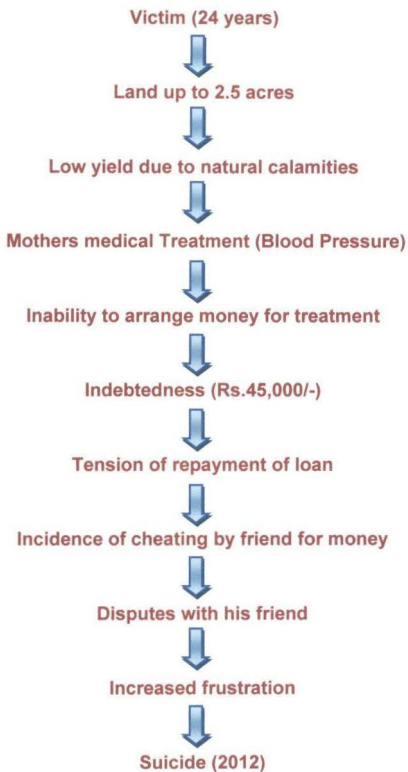 Victim (24 years)
Land up to 2.5 acres
Low yield due to natural calamities
Mothers medical Treatment (Blood Pressure)
Inability to arrange money for treatment
Indebtedness (Rs.45,000/-)
Tension of repayment of loan
Incidence of cheating by friend for money
Disputes with his friend
Increased frustration
Suicide (2012)